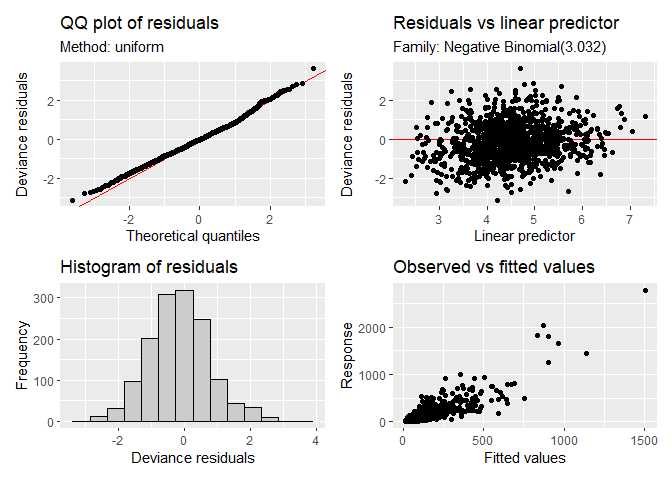 QQ plot of residuals
Method: uniform
Deviance residuals
2
0
-2
-2
0
2
Theoretical quantiles
Residuals vs linear predictor
Family: Negative Binomial(3.032)
Deviance residuals
2
0
-2
3
4
5
6
7
Linear predictor
Histogram of residuals
Frequency
300
200
100
0
-2
0
2
4
Deviance residuals
Observed vs fitted values
Response
2000
1000
0
0
500
1000
1500
Fitted values